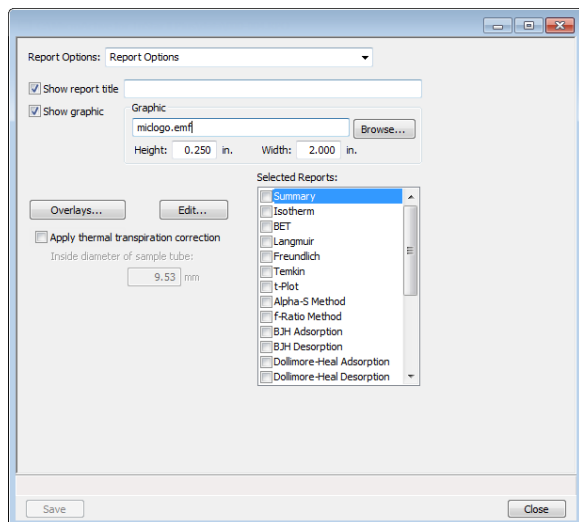 Report Options: Report Options
Show report title
Show graphic
Graphic
miclogo.emf
Browse...
Height: 0.250 in. Width: 2.000 in.
Selected Reports:
Overlays... Edit...
Apply thermal transpiration correction
Inside diameter of sample tube:
9.53 mm
Summary
Isotherm
BET
Langmuir
Freundlich
Temkin
t-Plot
Alpha-S Method
f-Ratio Method
BJH Adsorption
BJH Desorption
Dollimore-Heal Adsorption
Dollimore-Heal Desorption
Save Close